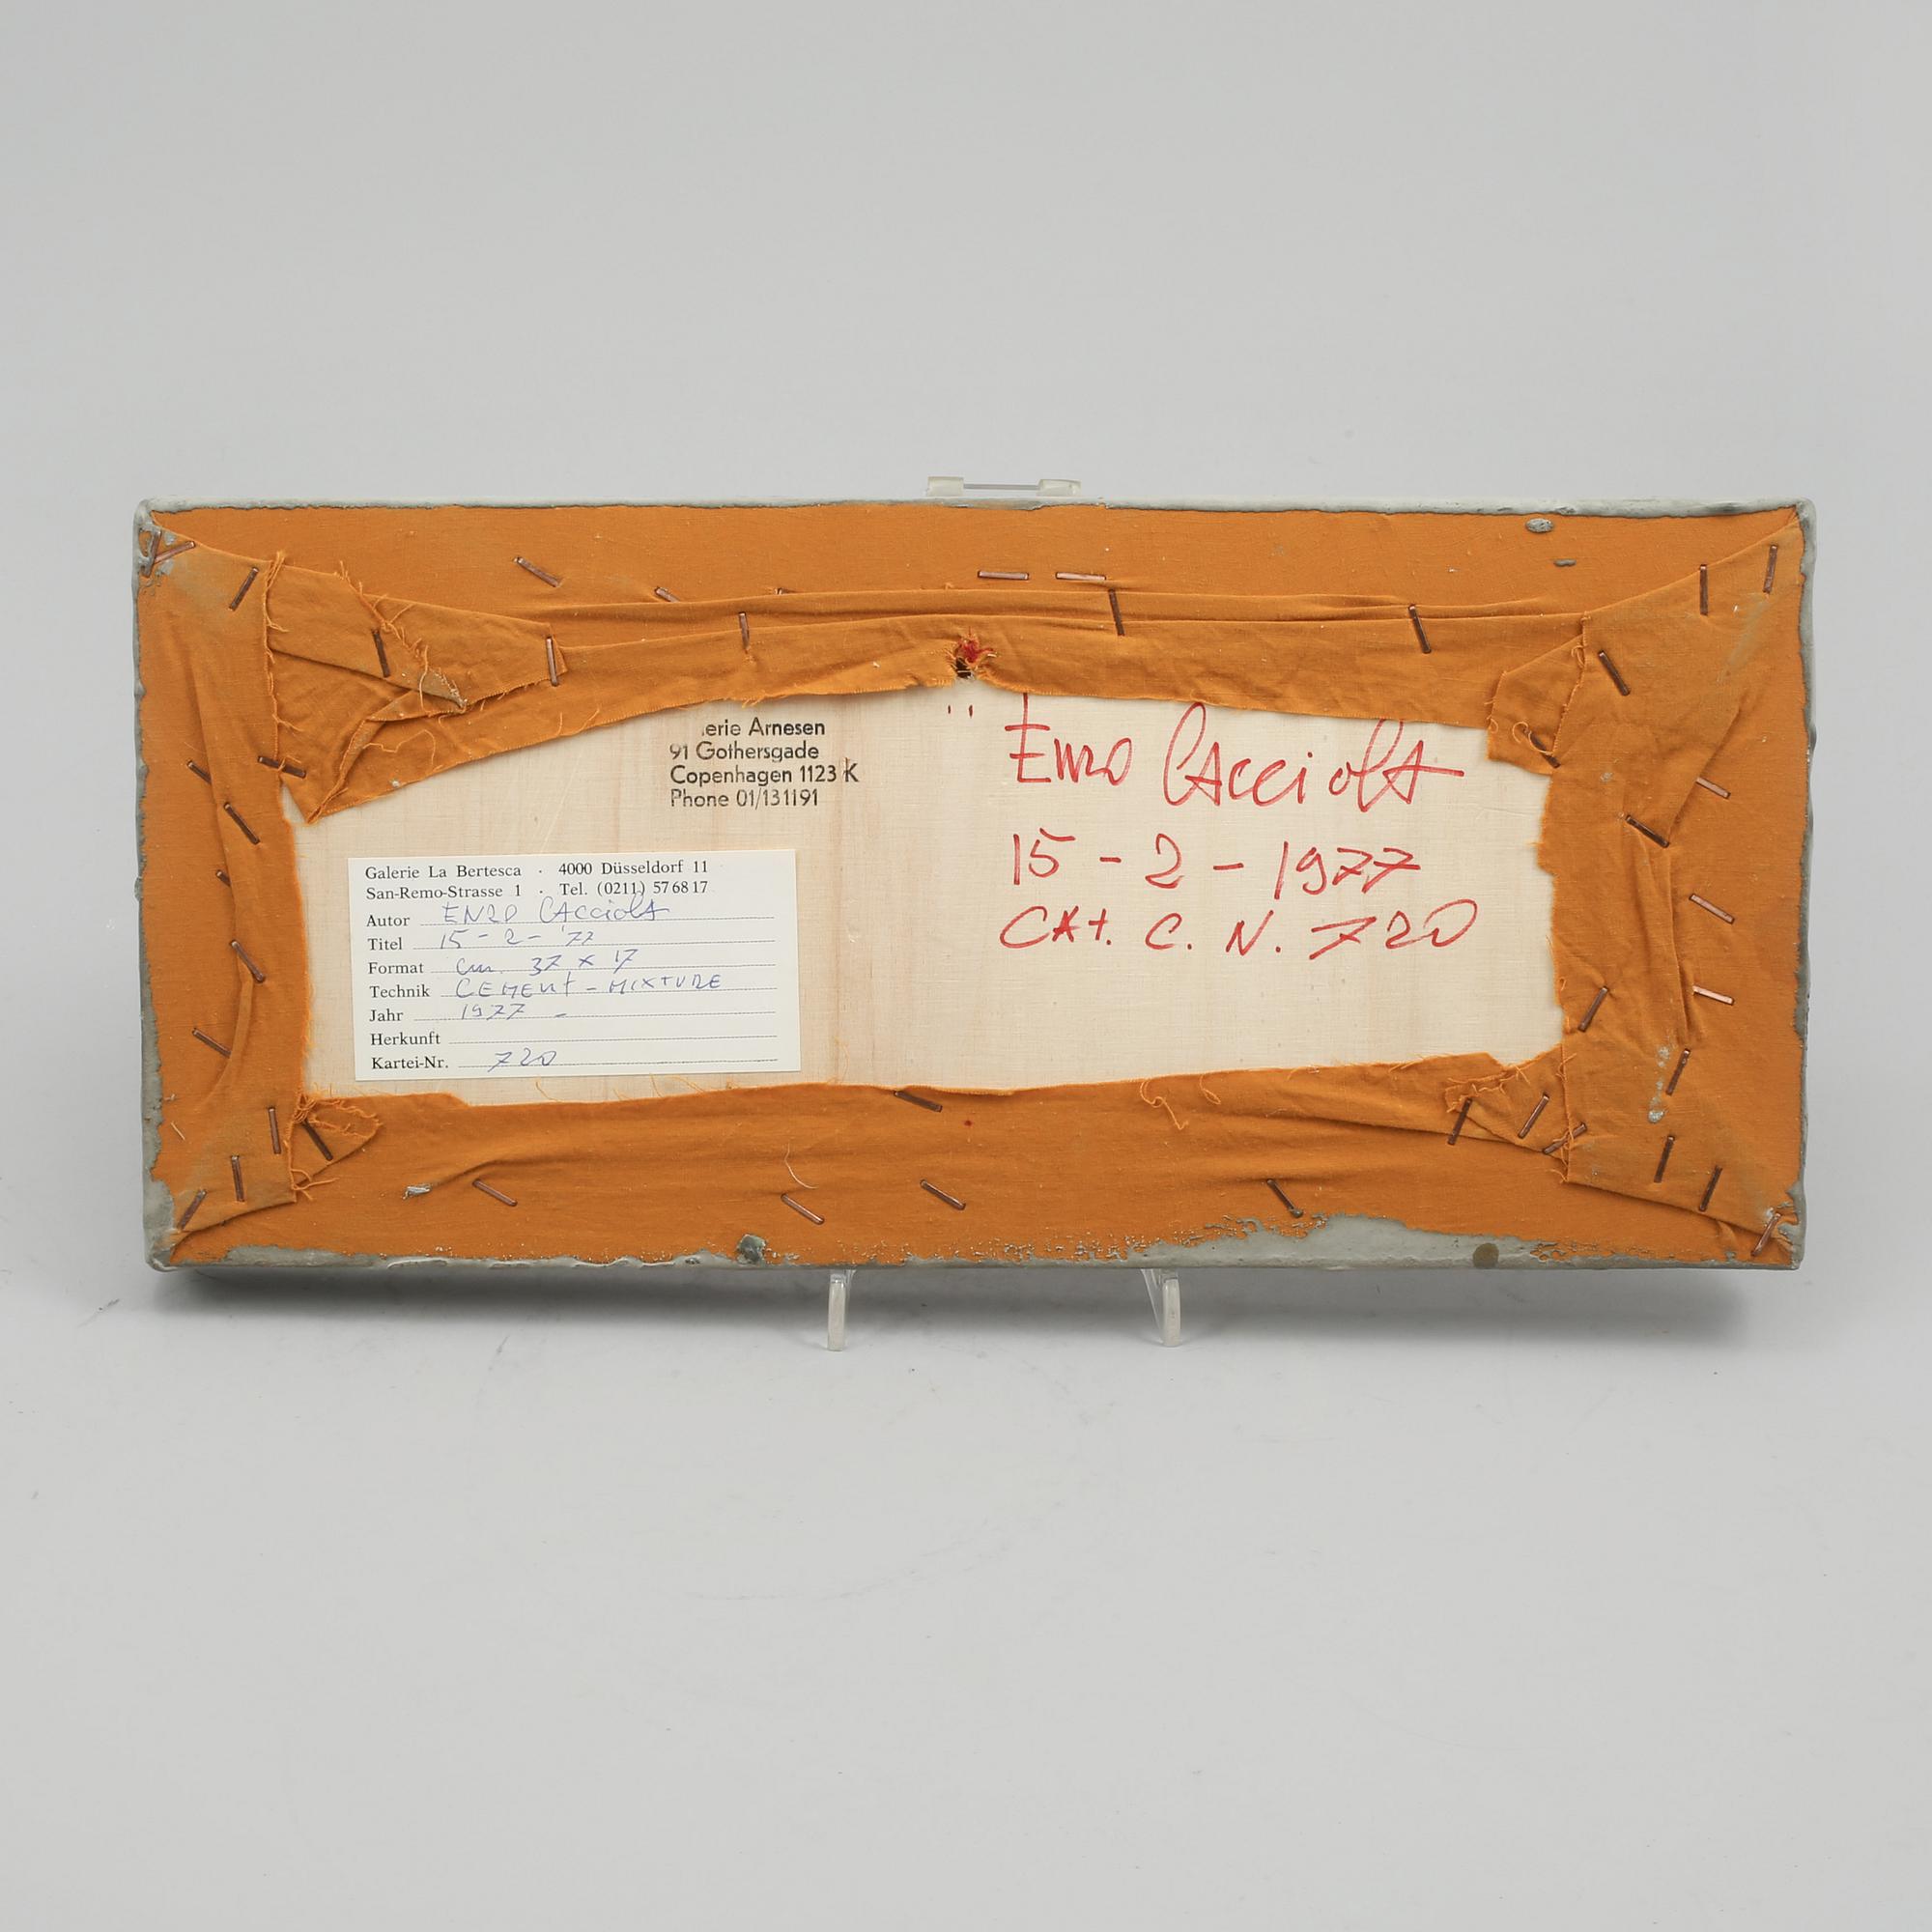 erie Arnesen
91 Gothersgade
Copenhagen 1123 K
Phone 01/131191
Enzo CAcciolA
15 - 2 - 1977
CAt. C. N. 720
Galerie La Bertesca · 4000 Düsseldorf 11
San-Remo-Strasse 1 · Tel. (0211) 57 68 17
Autor ENZO CAcciolA
Titel 15 - 2 - '77
Format cm. 37 x 17
Technik CEMEnt - MIXTURE
Jahr 1977 -
Herkunft
Kartei-Nr. 720